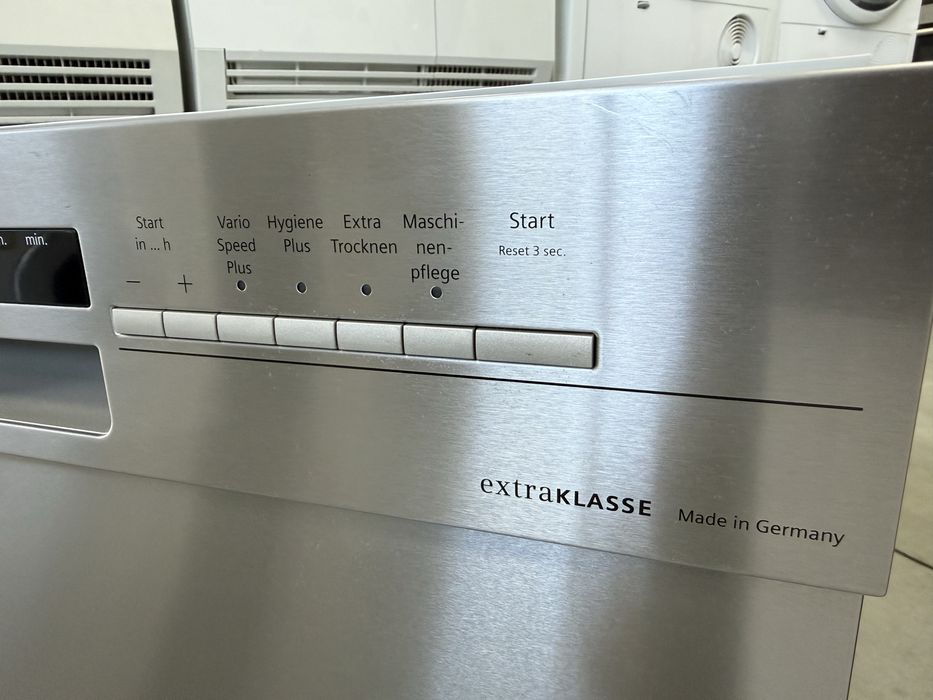 min.
Start
in ... h
− +
Vario
Speed
Plus
Hygiene
Plus
Extra
Trocknen
Maschi-
nen-
pflege
Start
Reset 3 sec.
extraKLASSE
Made in Germany